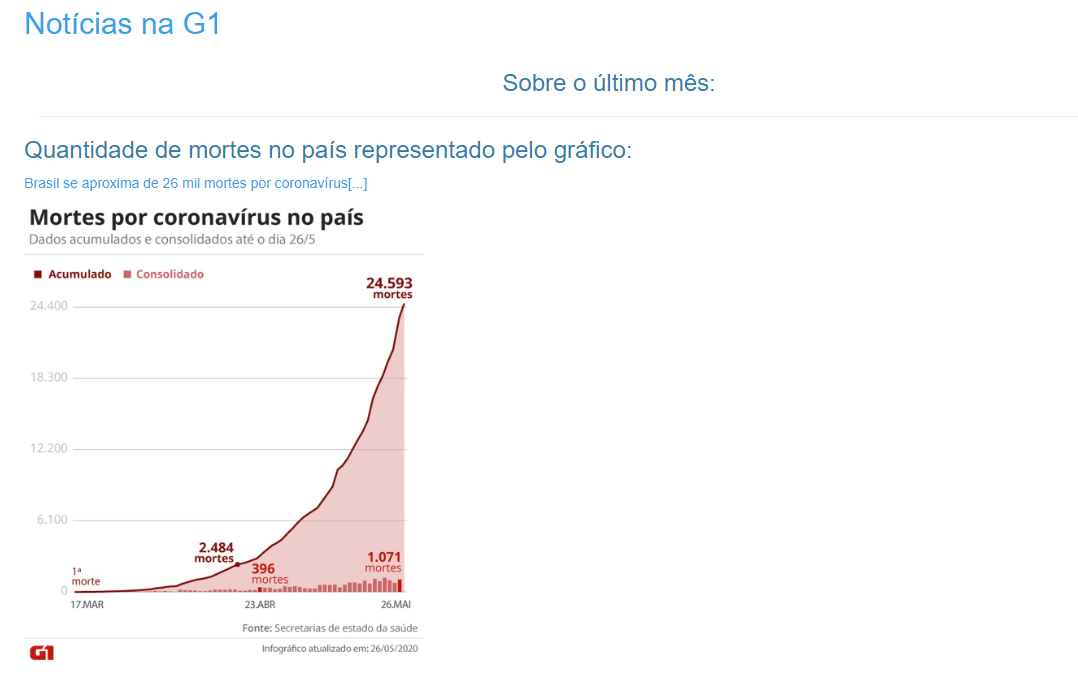 Notícias na G1
Sobre o último mês:
Quantidade de mortes no país representado pelo gráfico:
Brasil se aproxima de 26 mil mortes por coronavírus[...]
Mortes por coronavírus no país
Dados acumulados e consolidados até o dia 26/5
Acumulado Consolidado
24.593
mortes
24.400
18.300
12.200
6.100
2.484
mortes
396
mortes
1.071
mortes
1ª
morte
0
17.MAR 23.ABR 26.MAI
Fonte: Secretarias de estado da saúde
G1 Infográfico atualizado em: 26/05/2020